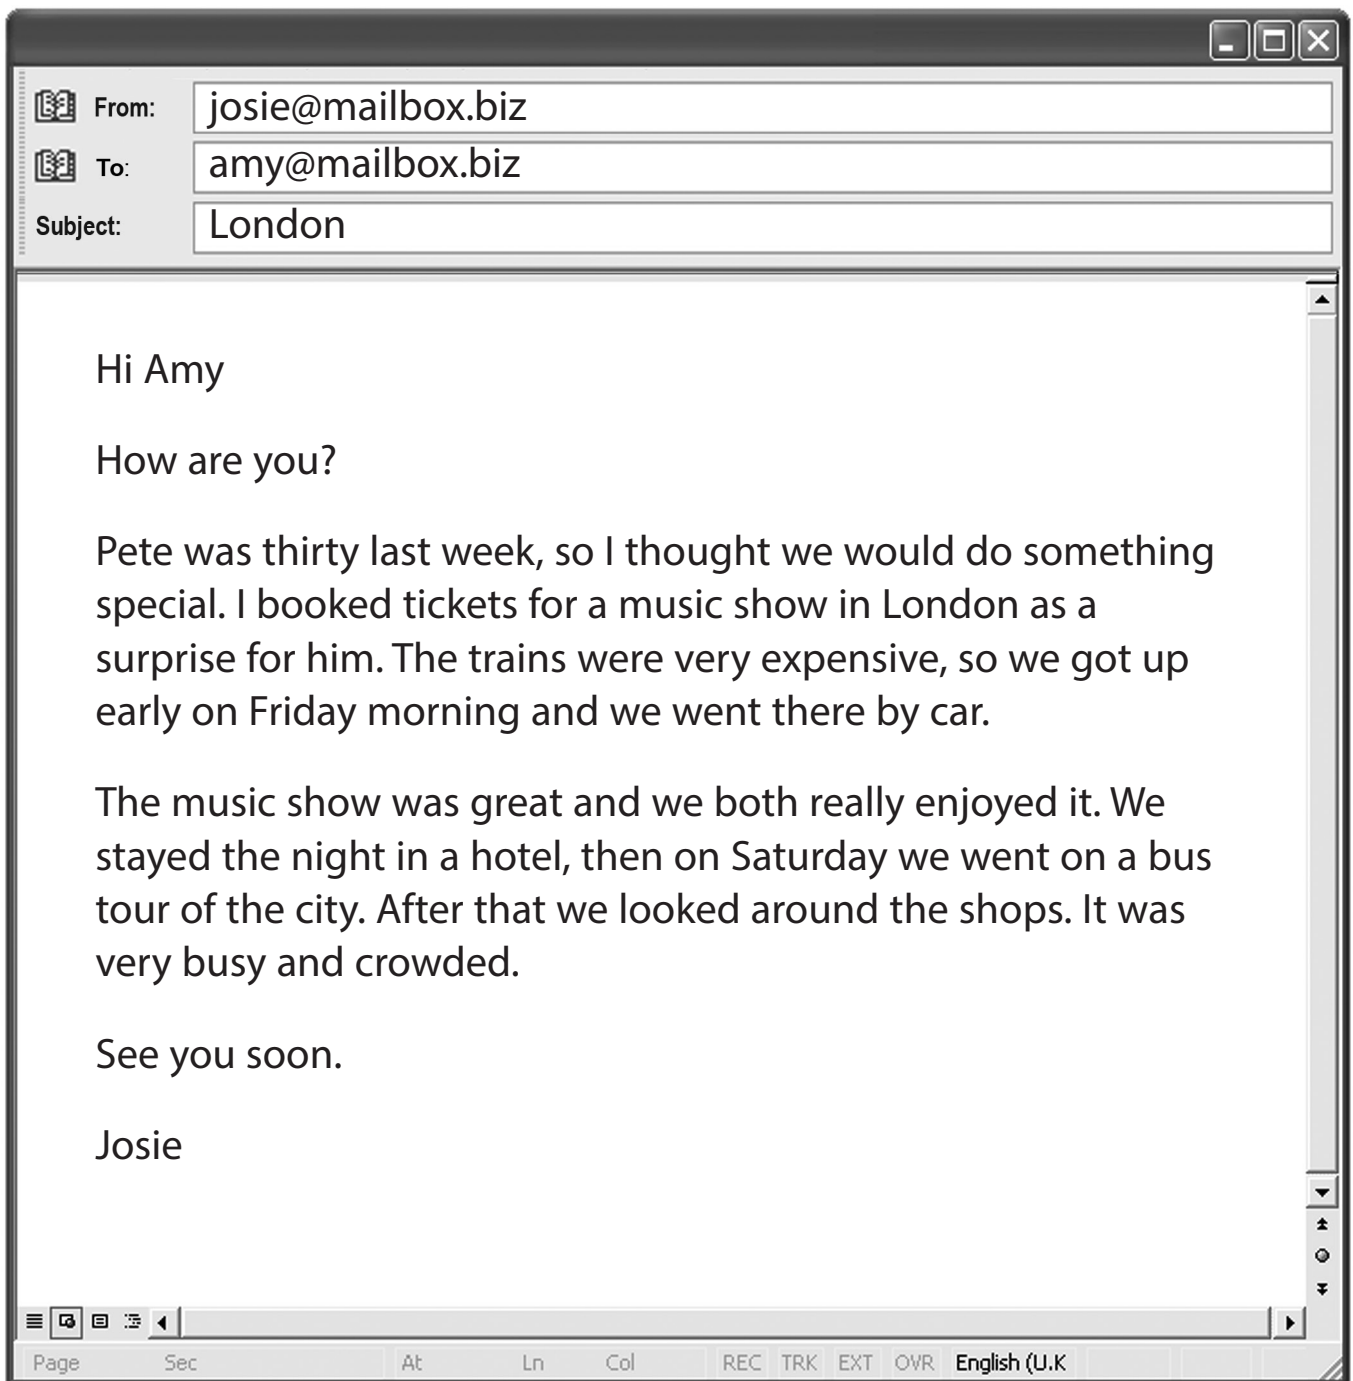 From: josie@mailbox.biz
To: amy@mailbox.biz
Subject: London
Hi Amy
How are you?
Pete was thirty last week, so I thought we would do something
special. I booked tickets for a music show in London as a
surprise for him. The trains were very expensive, so we got up
early on Friday morning and we went there by car.
The music show was great and we both really enjoyed it. We
stayed the night in a hotel, then on Saturday we went on a bus
tour of the city. After that we looked around the shops. It was
very busy and crowded.
See you soon.
Josie
Page Sec At Ln Col REC TRK EXT OVR English (U.K